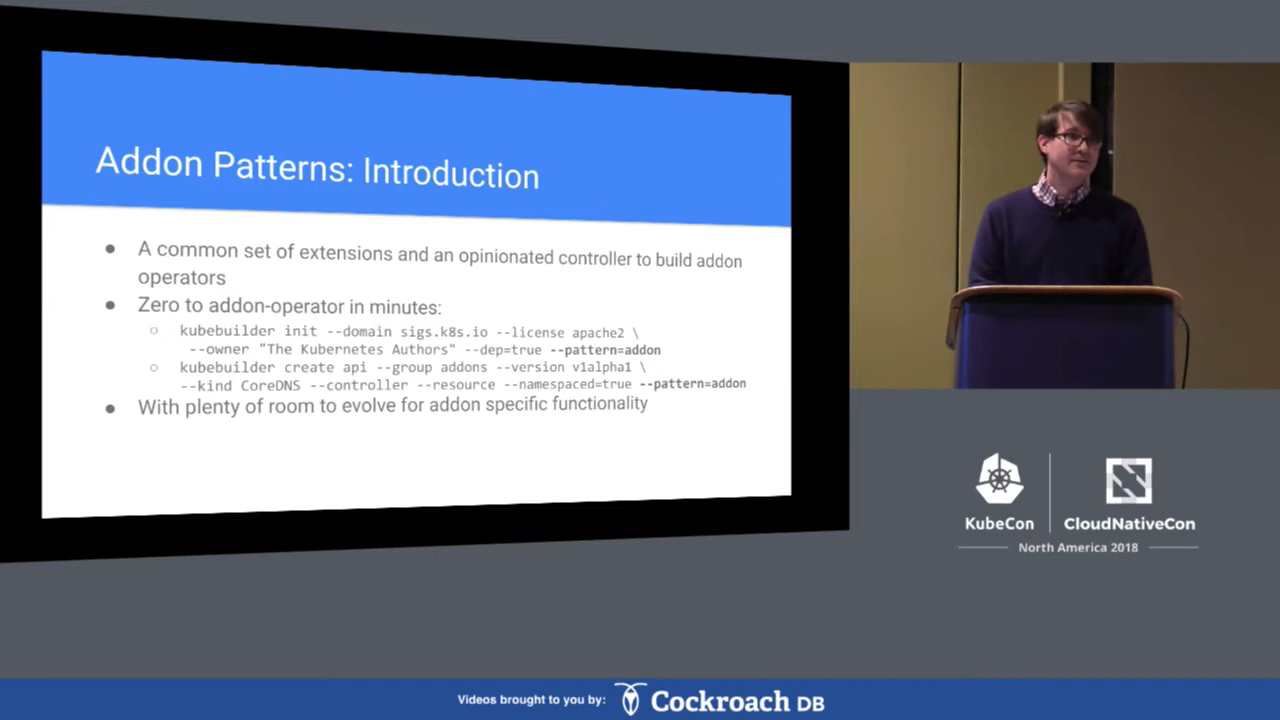 Addon Patterns: Introduction
● A common set of extensions and an opinionated controller to build addon
operators
● Zero to addon-operator in minutes:
○ kubebuilder init --domain sigs.k8s.io --license apache2 \
--owner "The Kubernetes Authors" --dep=true --pattern=addon
○ kubebuilder create api --group addons --version v1alpha1 \
--kind CoreDNS --controller --resource --namespaced=true --pattern=addon
● With plenty of room to evolve for addon specific functionality
KubeCon CloudNativeCon
North America 2018
Videos brought to you by: Cockroach DB